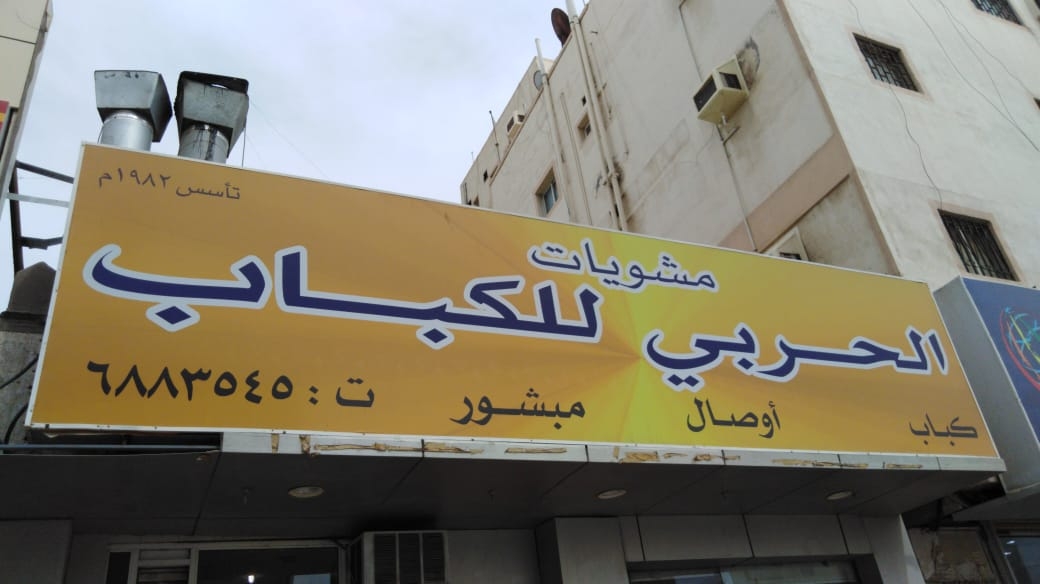 تأسس ١٩٨٢م
مشويات
الحربي للكباب
كباب أوصال مبشور ت : ٦٨٨٣٥٤٥